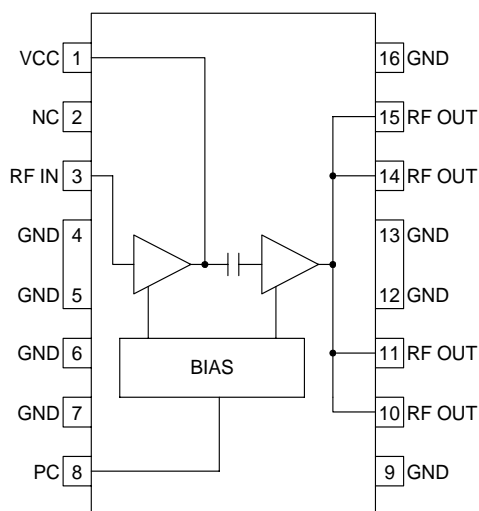 VCC 1
NC 2
RF IN 3
GND 4
GND 5
GND 6
GND 7
PC 8
BIAS
16 GND
15 RF OUT
14 RF OUT
13 GND
12 GND
11 RF OUT
10 RF OUT
9 GND